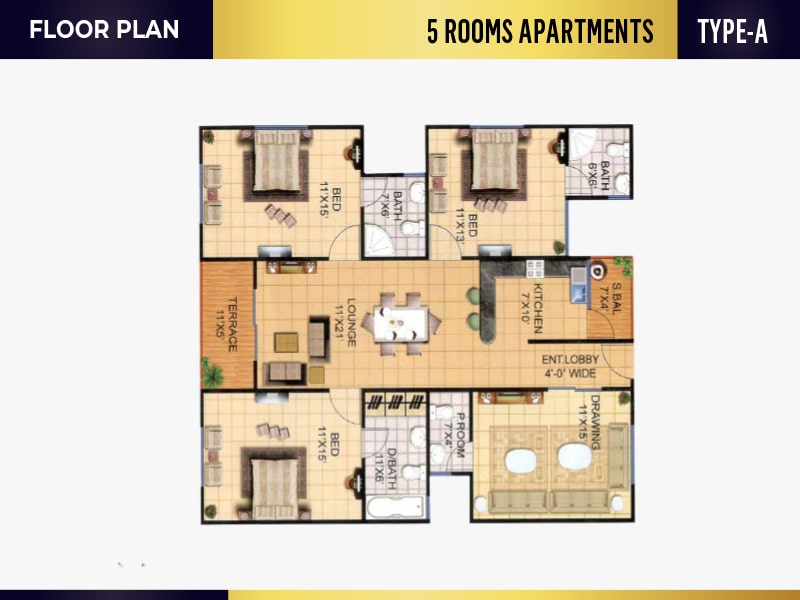 FLOOR PLAN
5 ROOMS APARTMENTS
TYPE-A
BED
11'X15'
BATH
7'X6'
BED
11'X13'
BATH
6'X6'
TERRACE
11'X5'
LOUNGE
11'X21'
KITCHEN
7'X10'
S.BAL
7'X4'
ENT.LOBBY
4'-0" WIDE
BED
11'X15'
D/BATH
11'X6'
P.ROOM
7'X4'
DRAWING
11'X15'